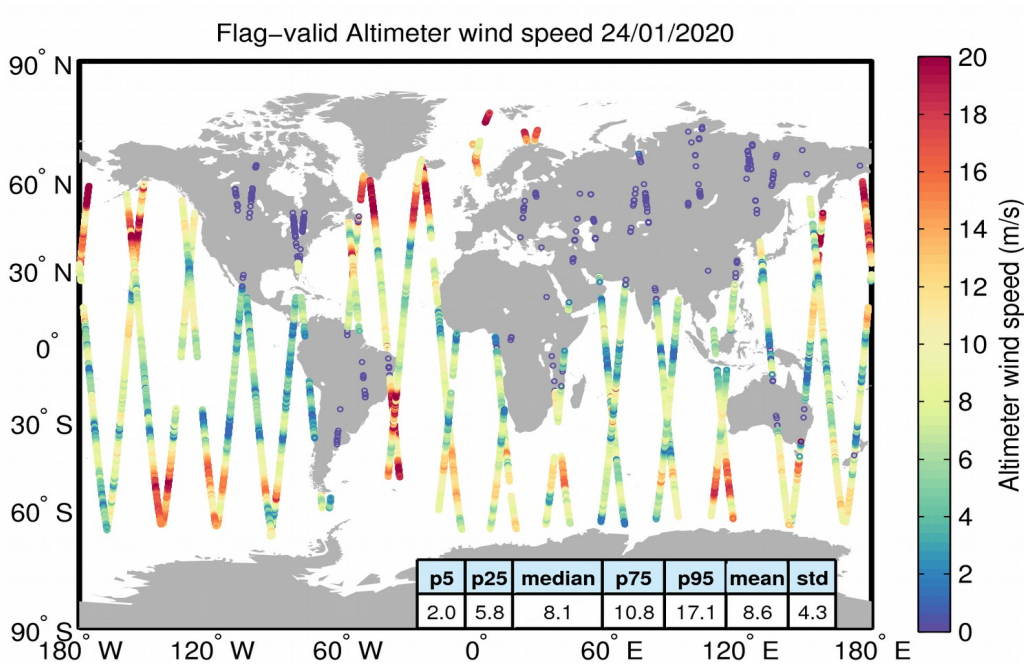 Flag−valid Altimeter wind speed 24/01/2020
90° N
60° N
30° N
0°
30° S
60° S
90° S
180° W
120° W
60° W
0°
60° E
120° E
180° E
20
18
16
14
12
10
8
6
4
2
0
Altimeter wind speed (m/s)
p5 p25 median p75 p95 mean std
2.0 5.8 8.1 10.8 17.1 8.6 4.3